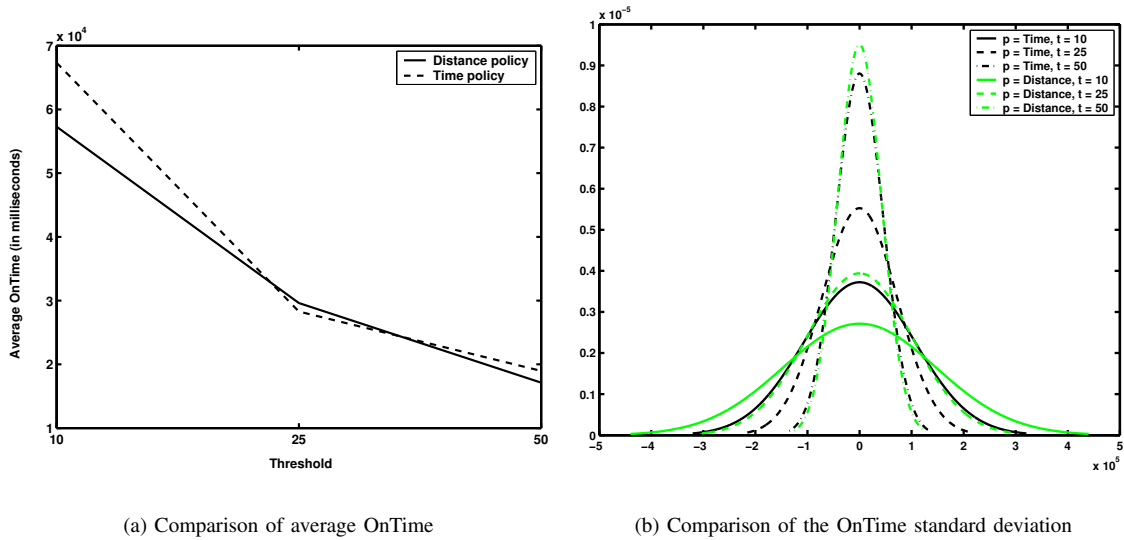 x 10^4
7
6
5
4
3
2
1
10
25
50
Average OnTime (in milliseconds)
Threshold
Distance policy
Time policy
(a) Comparison of average OnTime
x 10^-5
1
0.9
0.8
0.7
0.6
0.5
0.4
0.3
0.2
0.1
0
−5
−4
−3
−2
−1
0
1
2
3
4
5
x 10^5
p = Time, t = 10
p = Time, t = 25
p = Time, t = 50
p = Distance, t = 10
p = Distance, t = 25
p = Distance, t = 50
(b) Comparison of the OnTime standard deviation